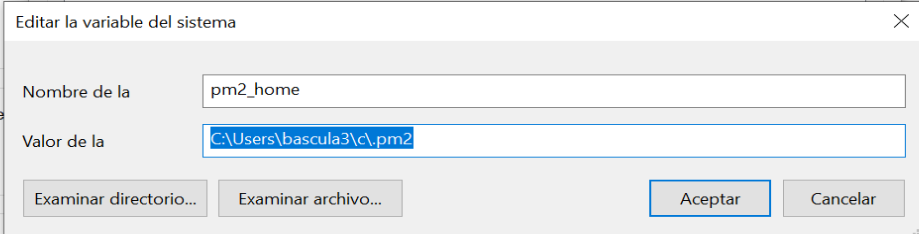 Editar la variable del sistema
Nombre de la
pm2_home
Valor de la
C:\Users\bascula3\c\.pm2
Examinar directorio...
Examinar archivo...
Aceptar
Cancelar